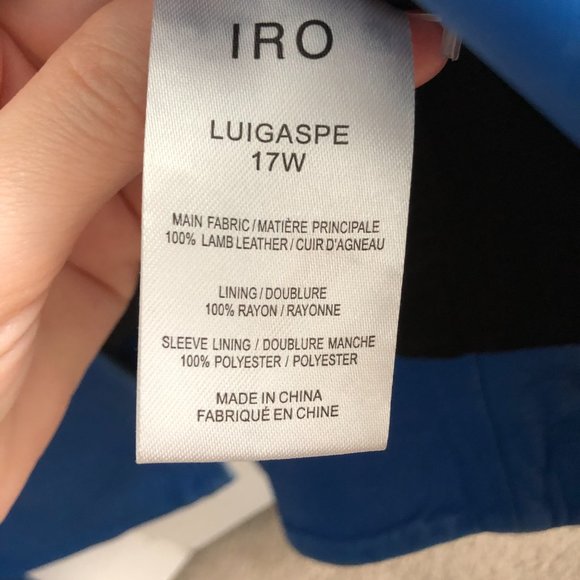 IRO
LUIGASPE
17W
MAIN FABRIC / MATIÈRE PRINCIPALE
100% LAMB LEATHER / CUIR D'AGNEAU
LINING / DOUBLURE
100% RAYON / RAYONNE
SLEEVE LINING / DOUBLURE MANCHE
100% POLYESTER / POLYESTER
MADE IN CHINA
FABRIQUÉ EN CHINE